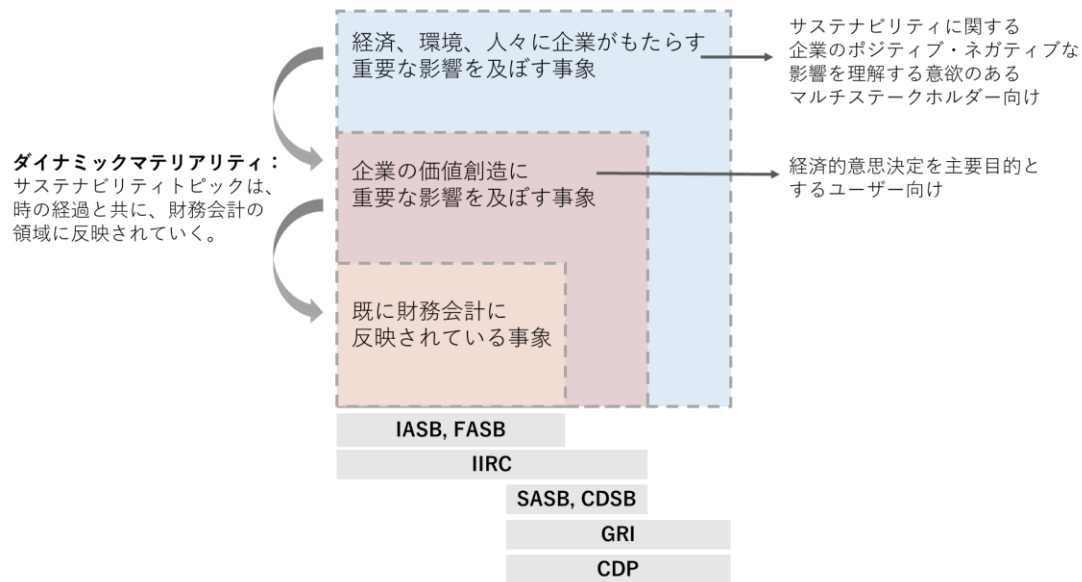 経済、環境、人々に企業がもたらす
重要な影響を及ぼす事象
サステナビリティに関する
企業のポジティブ・ネガティブな
影響を理解する意欲のある
マルチステークホルダー向け
ダイナミックマテリアリティ：
サステナビリティトピックは、
時の経過と共に、財務会計の
領域に反映されていく。
企業の価値創造に
重要な影響を及ぼす事象
経済的意思決定を主要目的と
するユーザー向け
既に財務会計に
反映されている事象
IASB, FASB
IIRC
SASB, CDSB
GRI
CDP